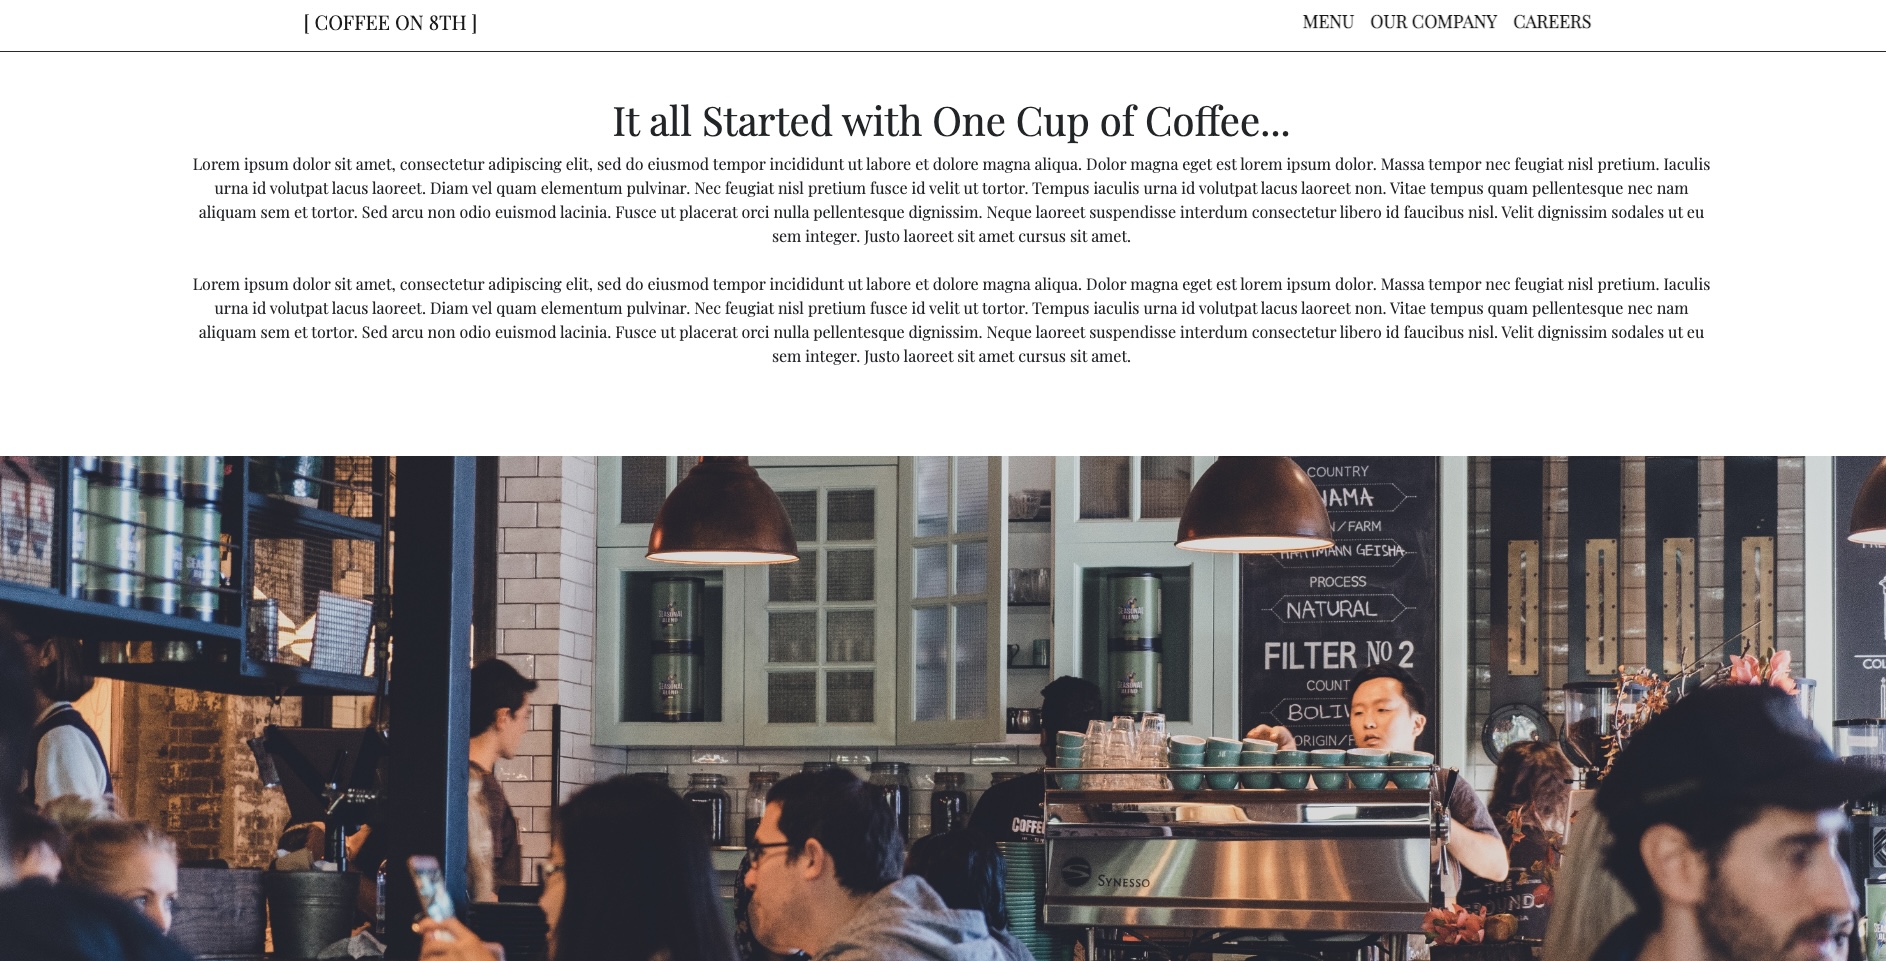 [ COFFEE ON 8TH ]
MENU OUR COMPANY CAREERS
It all Started with One Cup of Coffee...
Lorem ipsum dolor sit amet, consectetur adipiscing elit, sed do eiusmod tempor incididunt ut labore et dolore magna aliqua. Dolor magna eget est lorem ipsum dolor. Massa tempor nec feugiat nisl pretium. Iaculis
urna id volutpat lacus laoreet. Diam vel quam elementum pulvinar. Nec feugiat nisl pretium fusce id velit ut tortor. Tempus iaculis urna id volutpat lacus laoreet non. Vitae tempus quam pellentesque nec nam
aliquam sem et tortor. Sed arcu non odio euismod lacinia. Fusce ut placerat orci nulla pellentesque dignissim. Neque laoreet suspendisse interdum consectetur libero id faucibus nisl. Velit dignissim sodales ut eu
sem integer. Justo laoreet sit amet cursus sit amet.
Lorem ipsum dolor sit amet, consectetur adipiscing elit, sed do eiusmod tempor incididunt ut labore et dolore magna aliqua. Dolor magna eget est lorem ipsum dolor. Massa tempor nec feugiat nisl pretium. Iaculis
urna id volutpat lacus laoreet. Diam vel quam elementum pulvinar. Nec feugiat nisl pretium fusce id velit ut tortor. Tempus iaculis urna id volutpat lacus laoreet non. Vitae tempus quam pellentesque nec nam
aliquam sem et tortor. Sed arcu non odio euismod lacinia. Fusce ut placerat orci nulla pellentesque dignissim. Neque laoreet suspendisse interdum consectetur libero id faucibus nisl. Velit dignissim sodales ut eu
sem integer. Justo laoreet sit amet cursus sit amet.
COUNTRY
NAMA
N/FARM
GEISHA
PROCESS
NATURAL
FILTER NO 2
COUNT
BOLIV
ORIGIN/F
SEASONAL
BLEND
SEASONAL
BLEND
SEASONAL
BLEND
SEASONAL
BLEND
COFFEE
SYNESSO